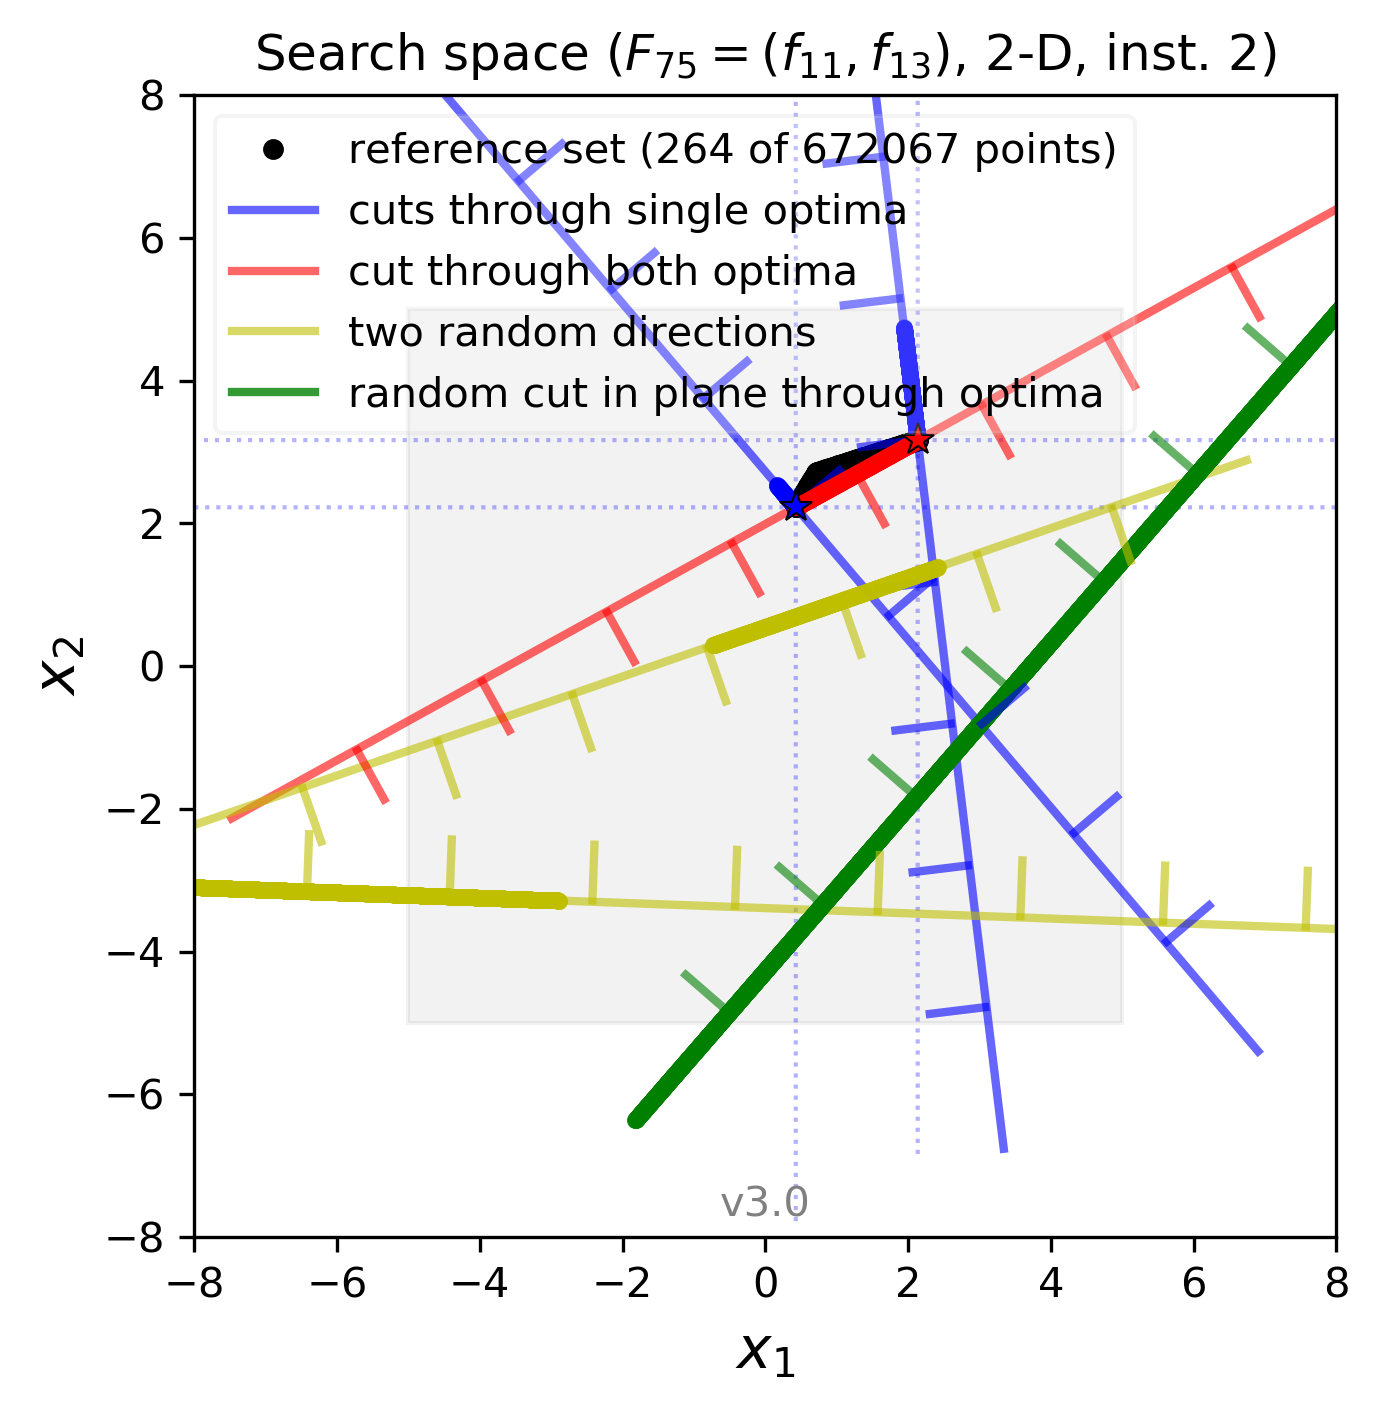 Search space (F₇₅ = (f₁₁, f₁₃), 2-D, inst. 2)
reference set (264 of 672067 points)
cuts through single optima
cut through both optima
two random directions
random cut in plane through optima
8
6
4
2
0
−2
−4
−6
−8
x₂
v3.0
−8 −6 −4 −2 0 2 4 6 8
x₁